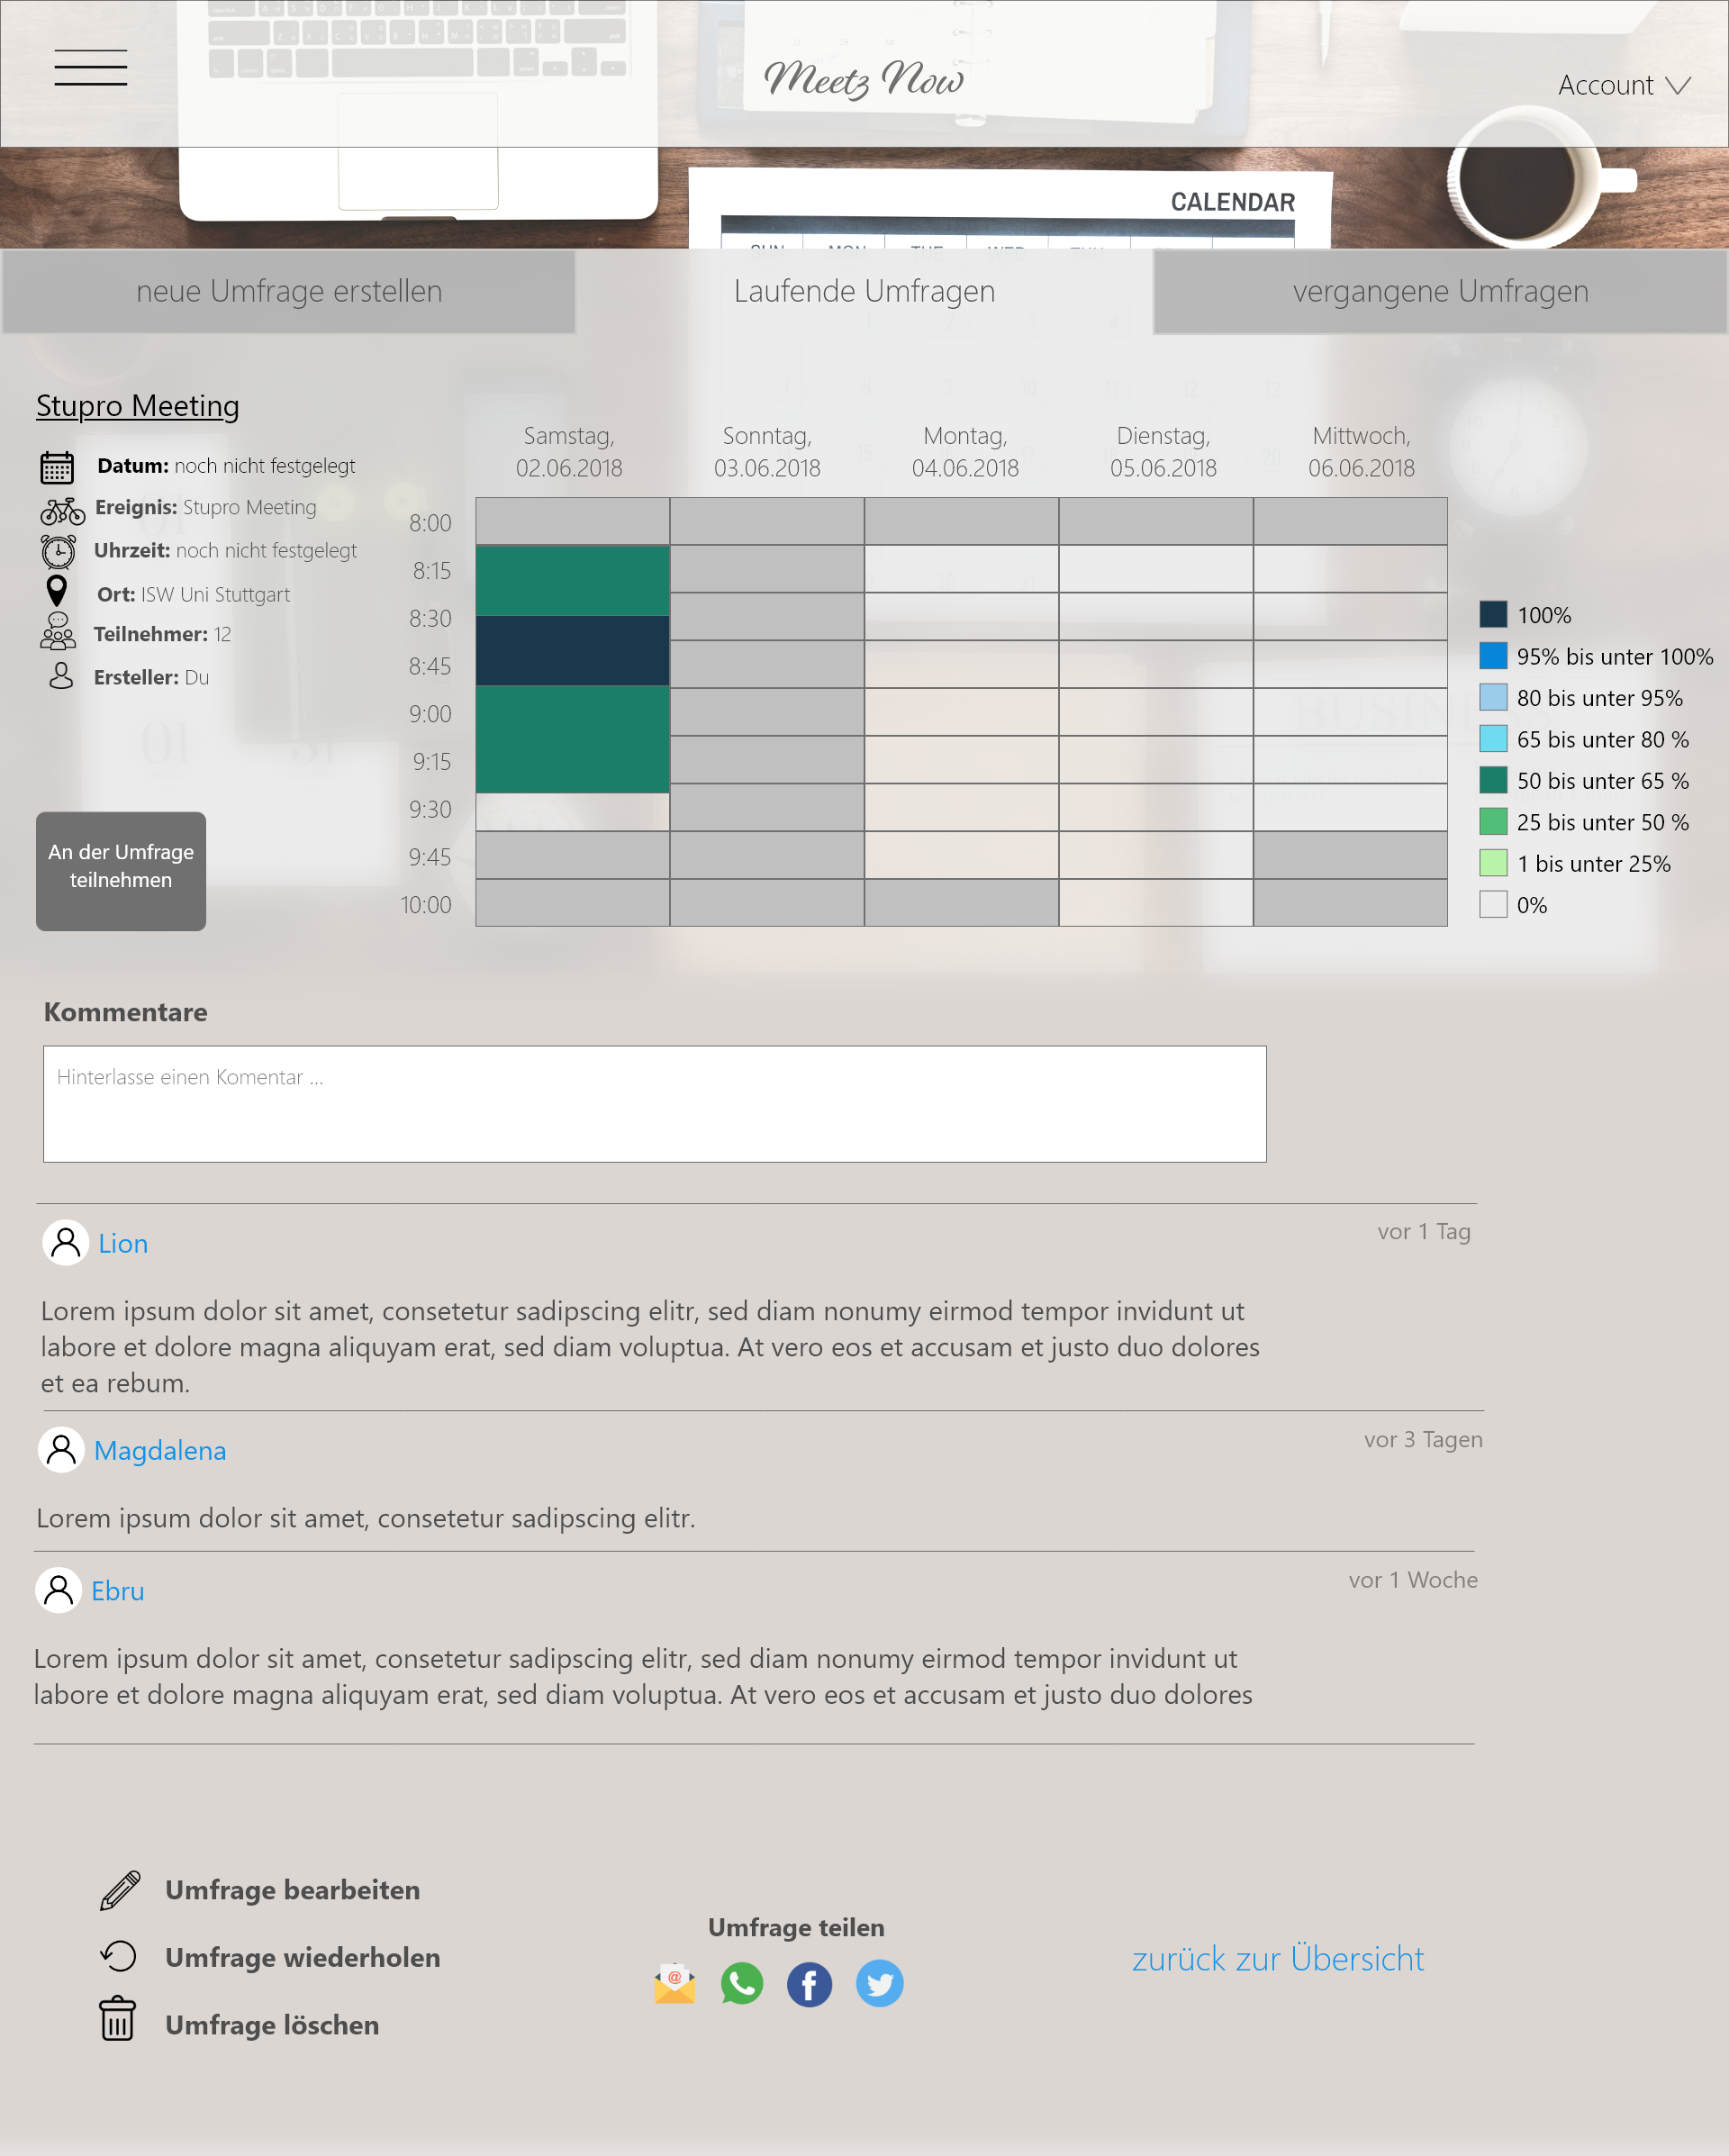 Meetz Now
Account
CALENDAR
SUN MON TUE WED THU
neue Umfrage erstellen
Laufende Umfragen
vergangene Umfragen
Stupro Meeting
Datum: noch nicht festgelegt
Ereignis: Stupro Meeting
Uhrzeit: noch nicht festgelegt
Ort: ISW Uni Stuttgart
Teilnehmer: 12
Ersteller: Du
An der Umfrage
teilnehmen
Samstag,
02.06.2018
Sonntag,
03.06.2018
Montag,
04.06.2018
Dienstag,
05.06.2018
Mittwoch,
06.06.2018
8:00
8:15
8:30
8:45
9:00
9:15
9:30
9:45
10:00
100%
95% bis unter 100%
80 bis unter 95%
65 bis unter 80 %
50 bis unter 65 %
25 bis unter 50 %
1 bis unter 25%
0%
Kommentare
Hinterlasse einen Komentar ...
Lion
vor 1 Tag
Lorem ipsum dolor sit amet, consetetur sadipscing elitr, sed diam nonumy eirmod tempor invidunt ut
labore et dolore magna aliquyam erat, sed diam voluptua. At vero eos et accusam et justo duo dolores
et ea rebum.
Magdalena
vor 3 Tagen
Lorem ipsum dolor sit amet, consetetur sadipscing elitr.
Ebru
vor 1 Woche
Lorem ipsum dolor sit amet, consetetur sadipscing elitr, sed diam nonumy eirmod tempor invidunt ut
labore et dolore magna aliquyam erat, sed diam voluptua. At vero eos et accusam et justo duo dolores
Umfrage bearbeiten
Umfrage wiederholen
Umfrage löschen
Umfrage teilen
zurück zur Übersicht